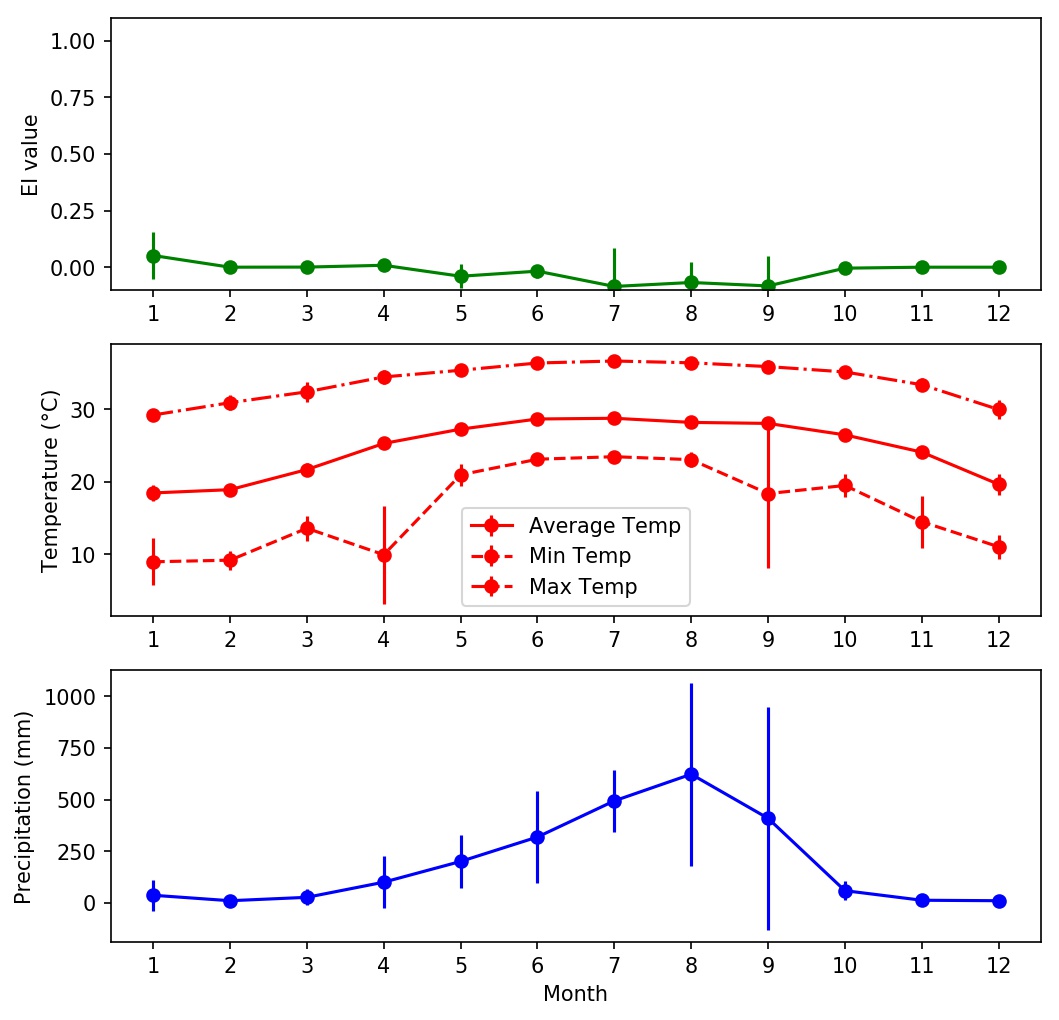 EI value
1.00
0.75
0.50
0.25
0.00
1 2 3 4 5 6 7 8 9 10 11 12
Temperature (°C)
30
20
10
Average Temp
Min Temp
Max Temp
1 2 3 4 5 6 7 8 9 10 11 12
Precipitation (mm)
1000
750
500
250
0
1 2 3 4 5 6 7 8 9 10 11 12
Month